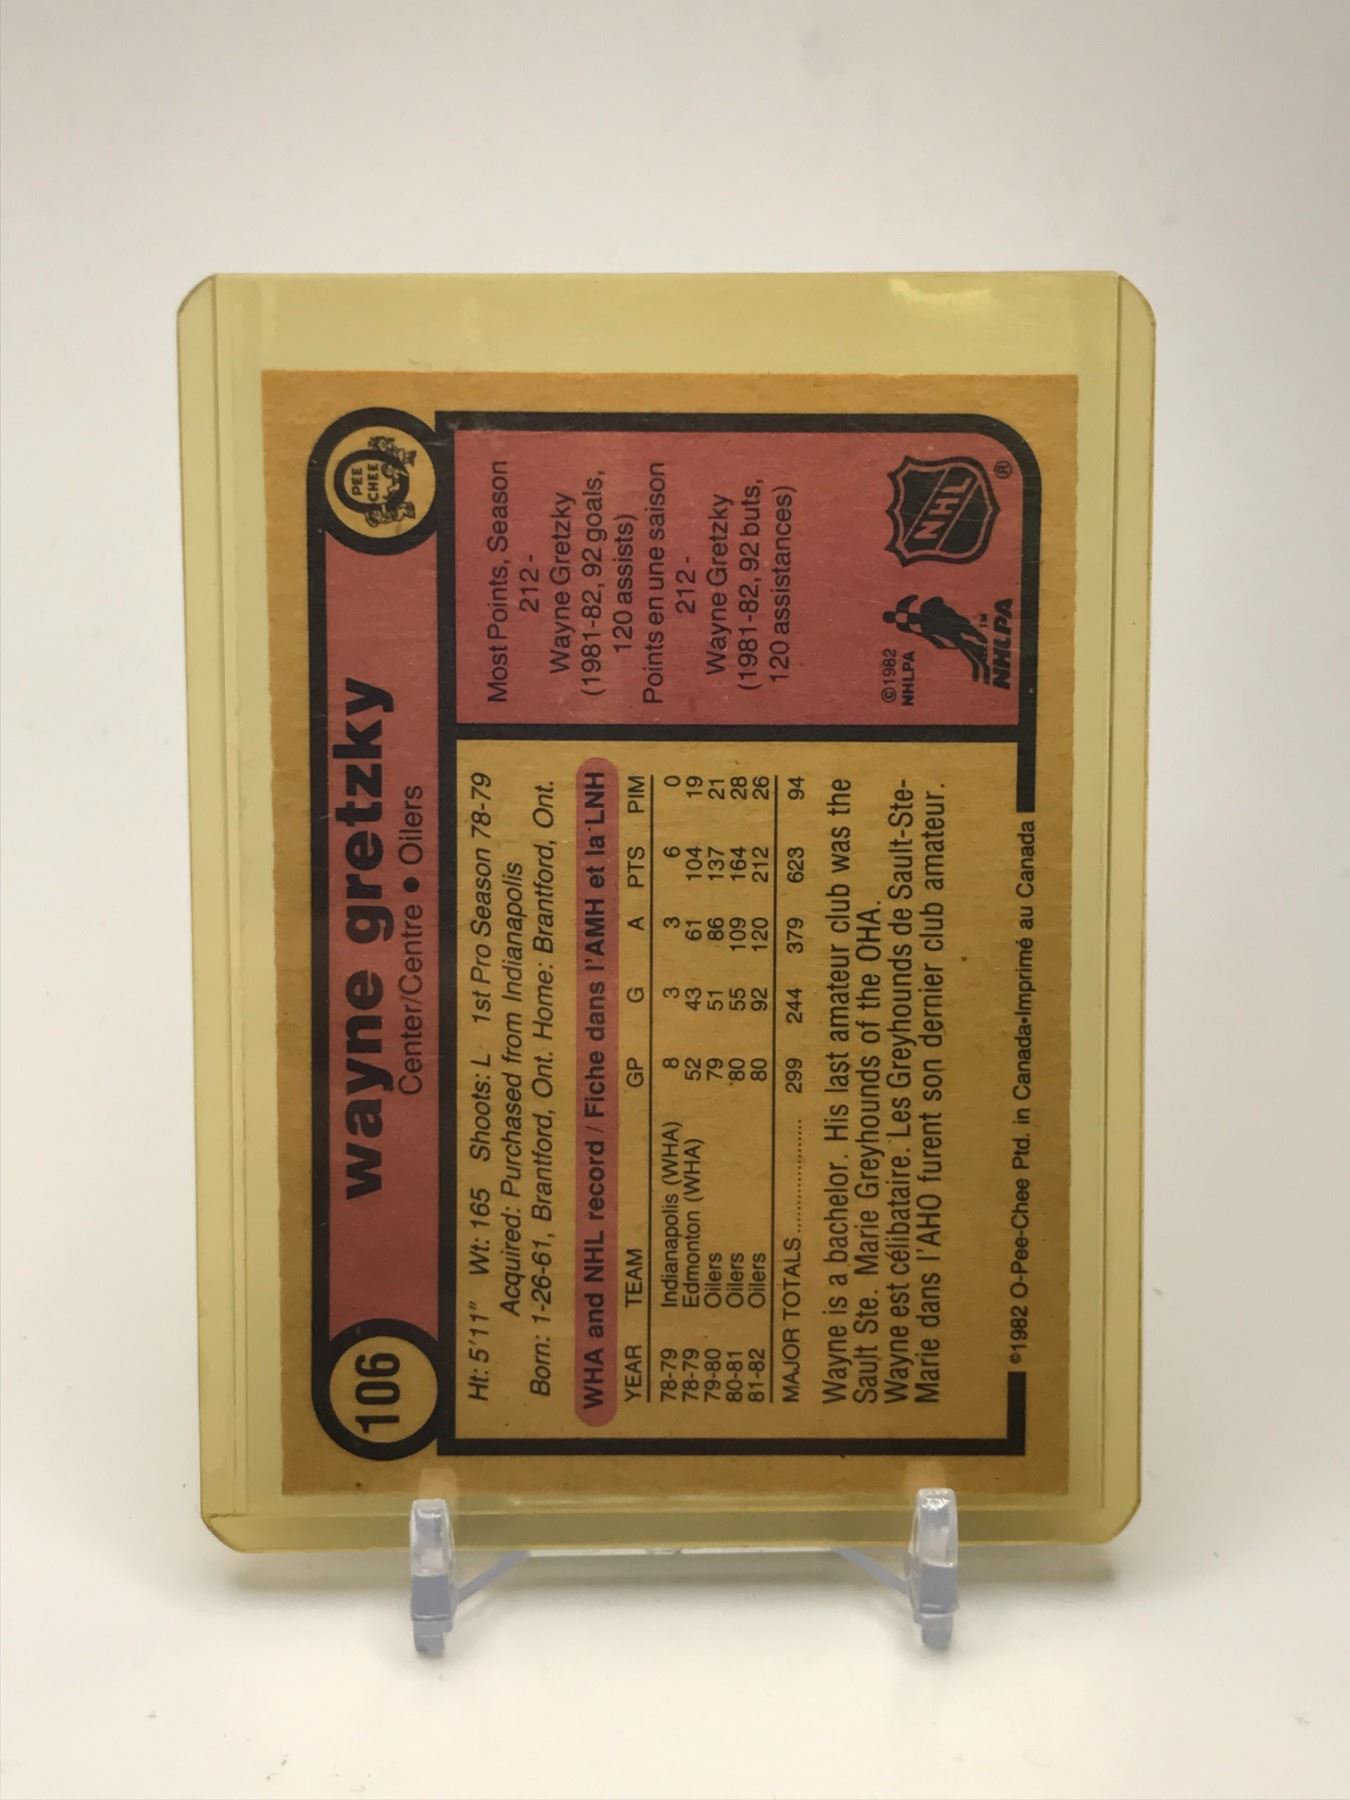 106
wayne gretzky
Center/Centre • Oilers
O
PEE
CHEE
Ht: 5'11" Wt: 165 Shoots: L 1st Pro Season 78-79
Acquired: Purchased from Indianapolis
Born: 1-26-61, Brantford, Ont. Home: Brantford, Ont.
WHA and NHL record / Fiche dans l'AMH et la LNH
YEAR TEAM GP G A PTS PIM
78-79 Indianapolis (WHA) 8 3 3 6 0
78-79 Edmonton (WHA) 52 43 61 104 19
79-80 Oilers 79 51 86 137 21
80-81 Oilers 80 55 109 164 28
81-82 Oilers 80 92 120 212 26
MAJOR TOTALS.............. 299 244 379 623 94
Wayne is a bachelor. His last amateur club was the
Sault Ste. Marie Greyhounds of the OHA.
Wayne est célibataire. Les Greyhounds de Sault-Ste-
Marie dans l'AHO furent son dernier club amateur.
Most Points, Season
212 -
Wayne Gretzky
(1981-82, 92 goals,
120 assists)
Points en une saison
212 -
Wayne Gretzky
(1981-82, 92 buts,
120 assistances)
©1982
NHLPA
NHLPA™
NHL®
©1982 O-Pee-Chee Ptd. in Canada•Imprimé au Canada